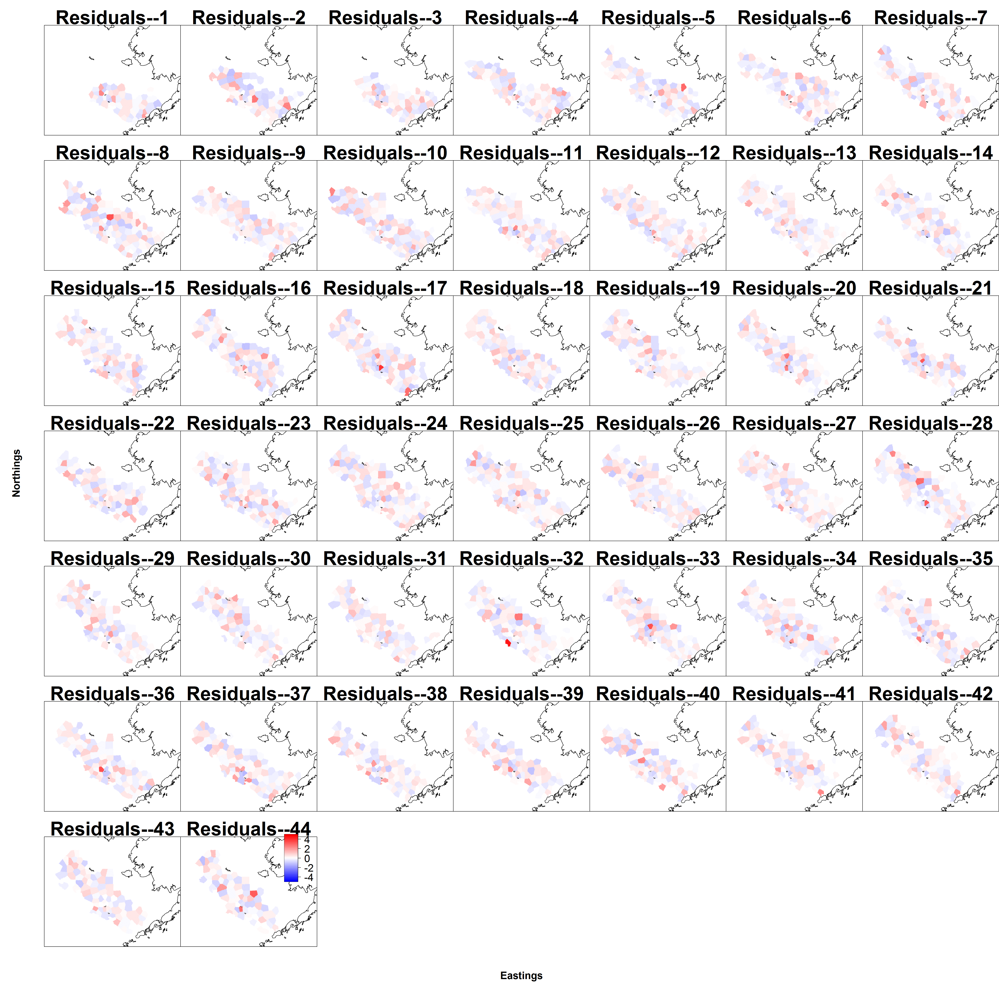 Residuals--1 Residuals--2 Residuals--3 Residuals--4 Residuals--5 Residuals--6 Residuals--7
Residuals--8 Residuals--9 Residuals--10 Residuals--11 Residuals--12 Residuals--13 Residuals--14
Residuals--15 Residuals--16 Residuals--17 Residuals--18 Residuals--19 Residuals--20 Residuals--21
Residuals--22 Residuals--23 Residuals--24 Residuals--25 Residuals--26 Residuals--27 Residuals--28
Northings
Residuals--29 Residuals--30 Residuals--31 Residuals--32 Residuals--33 Residuals--34 Residuals--35
Residuals--36 Residuals--37 Residuals--38 Residuals--39 Residuals--40 Residuals--41 Residuals--42
Residuals--43 Residuals--44
4
2
0
-2
-4
Eastings